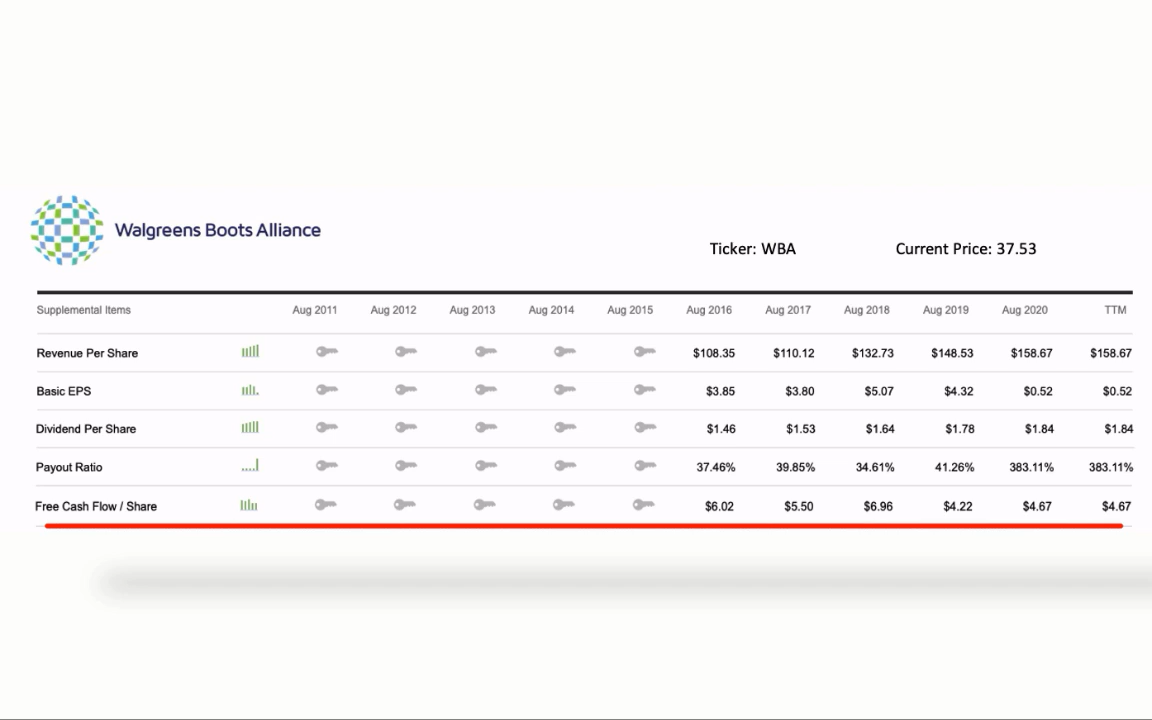 Walgreens Boots Alliance
Ticker: WBA Current Price: 37.53
Supplemental Items Aug 2011 Aug 2012 Aug 2013 Aug 2014 Aug 2015 Aug 2016 Aug 2017 Aug 2018 Aug 2019 Aug 2020 TTM
Revenue Per Share $108.35 $110.12 $132.73 $148.53 $158.67 $158.67
Basic EPS $3.85 $3.80 $5.07 $4.32 $0.52 $0.52
Dividend Per Share $1.46 $1.53 $1.64 $1.78 $1.84 $1.84
Payout Ratio 37.46% 39.85% 34.61% 41.26% 383.11% 383.11%
Free Cash Flow / Share $6.02 $5.50 $6.96 $4.22 $4.67 $4.67